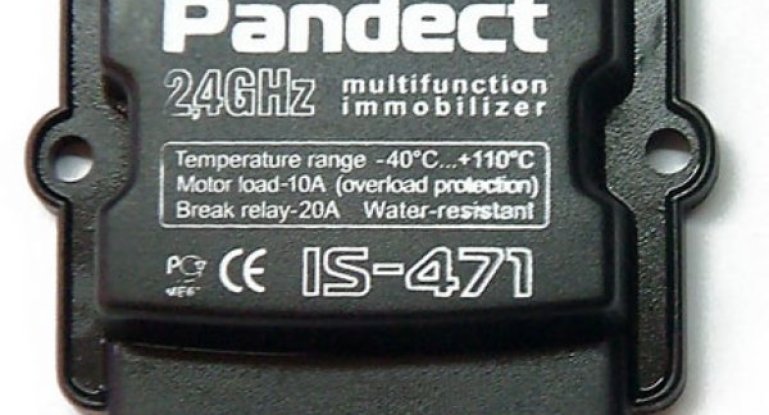 Pandect
2,4GHz multifunction
immobilizer
Temperature range -40°C...+110°C
Motor load-10A (overload protection)
Break relay-20A Water-resistant
CE IS-471